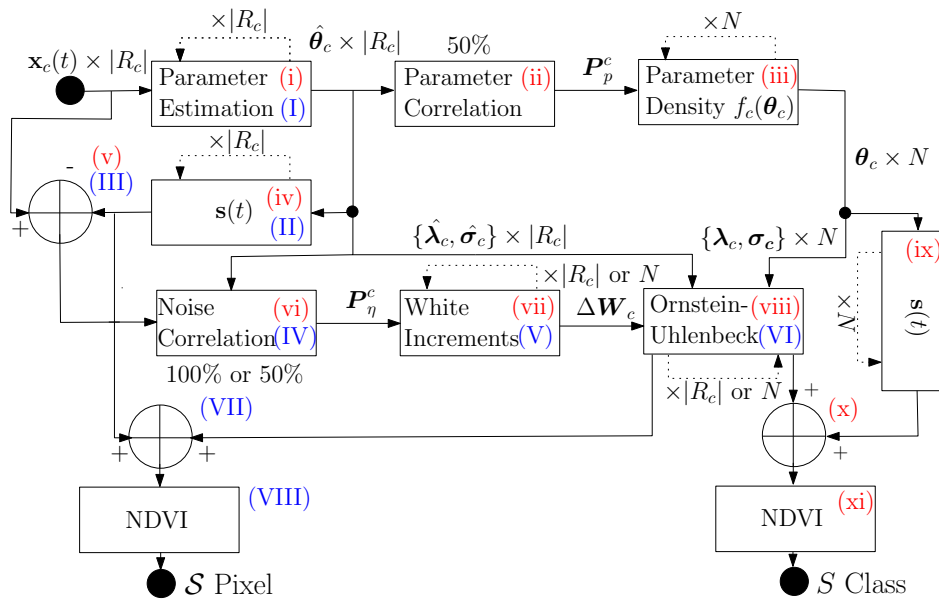 ×|R_c|
x_c(t) × |R_c|
Parameter (i)
Estimation (I)
θ̂_c × |R_c|
50%
Parameter (ii)
Correlation
P_p^c
×N
Parameter (iii)
Density f_c(θ_c)
θ_c × N
(v)
-
(III)
+
×|R_c|
(iv)
s(t)
(II)
{λ̂_c, σ̂_c} × |R_c|
{λ_c, σ_c} × N
(ix)
×N
s(t)
Noise (vi)
Correlation (IV)
100% or 50%
P_η^c
×|R_c| or N
White (vii)
Increments (V)
ΔW_c
Ornstein- (viii)
Uhlenbeck (VI)
×|R_c| or N
(VII)
+
+
+
(x)
+
(VIII)
NDVI
(xi)
NDVI
S Pixel
S Class